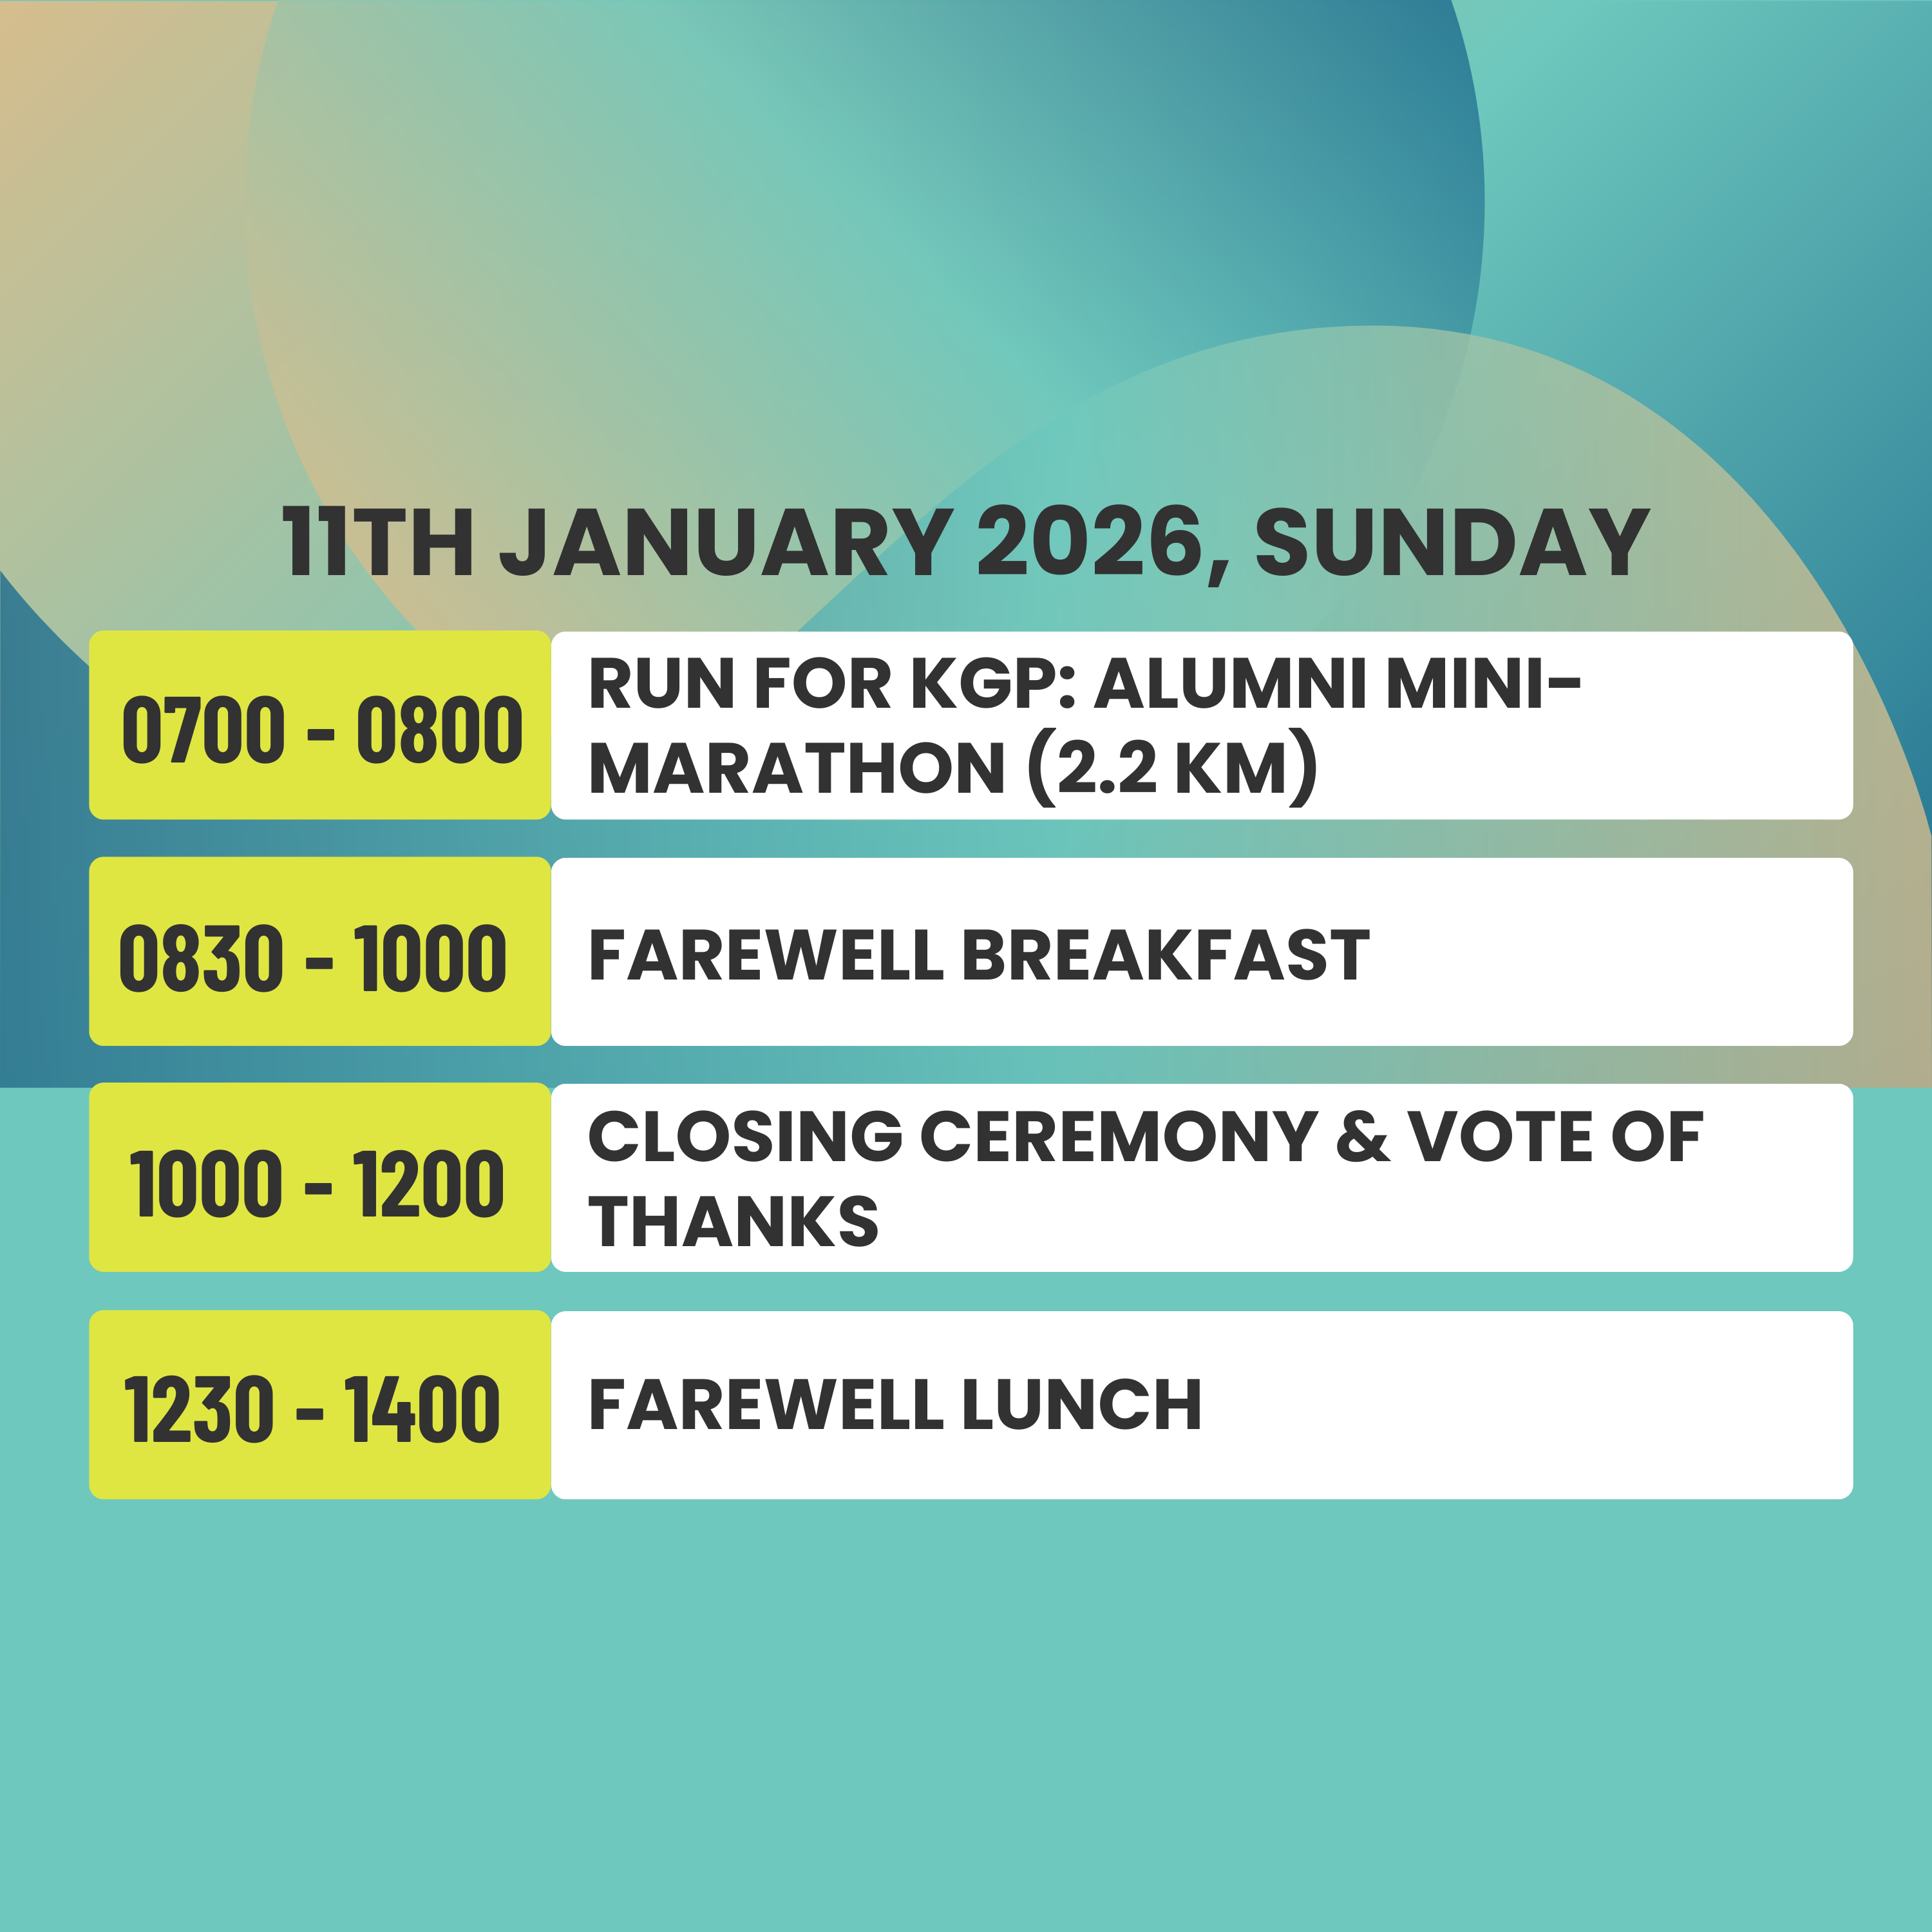 11TH JANUARY 2026, SUNDAY
0700 - 0800
RUN FOR KGP: ALUMNI MINI-
MARATHON (2.2 KM)
0830 - 1000
FAREWELL BREAKFAST
1000 - 1200
CLOSING CEREMONY & VOTE OF
THANKS
1230 - 1400
FAREWELL LUNCH